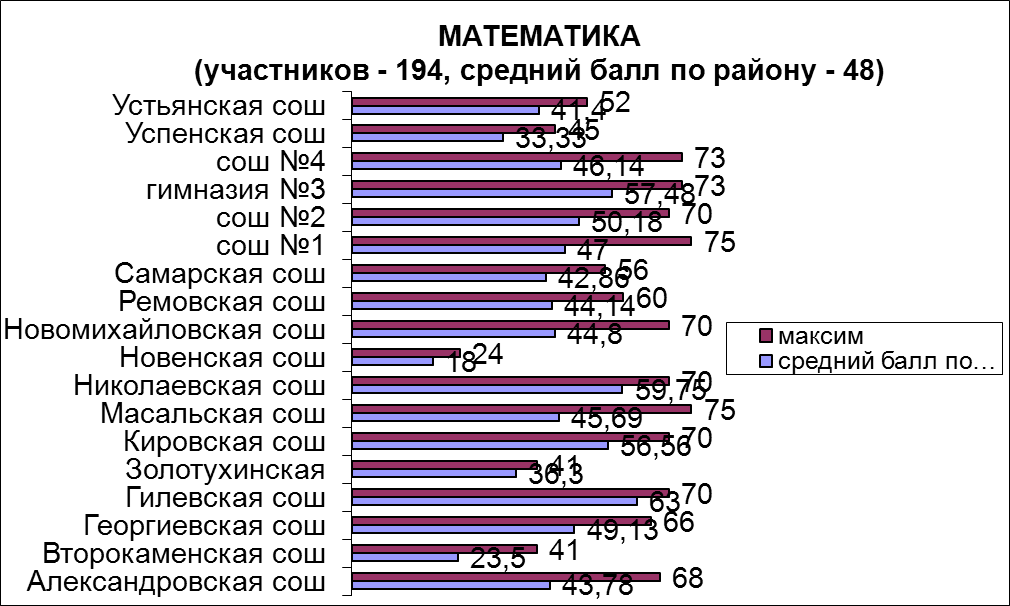 МАТЕМАТИКА
(участников - 194, средний балл по району - 48)
Устьянская сош 52
41,4
Успенская сош 45
33,33
сош №4 73
46,14
гимназия №3 73
57,48
сош №2 70
50,18
сош №1 75
47
Самарская сош 56
42,86
Ремовская сош 60
44,14
Новомихайловская сош 70
44,8
Новенская сош 24
18
Николаевская сош 70
59,75
Масальская сош 75
45,69
Кировская сош 70
56,56
Золотухинская 41
36,3
Гилевская сош 70
63
Георгиевская сош 66
49,13
Второкаменская сош 41
23,5
Александровская сош 68
43,78
максим
средний балл по…